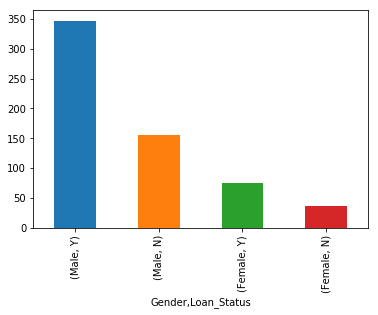 350
300
250
200
150
100
50
0
(Male, Y)
(Male, N)
(Female, Y)
(Female, N)
Gender,Loan_Status